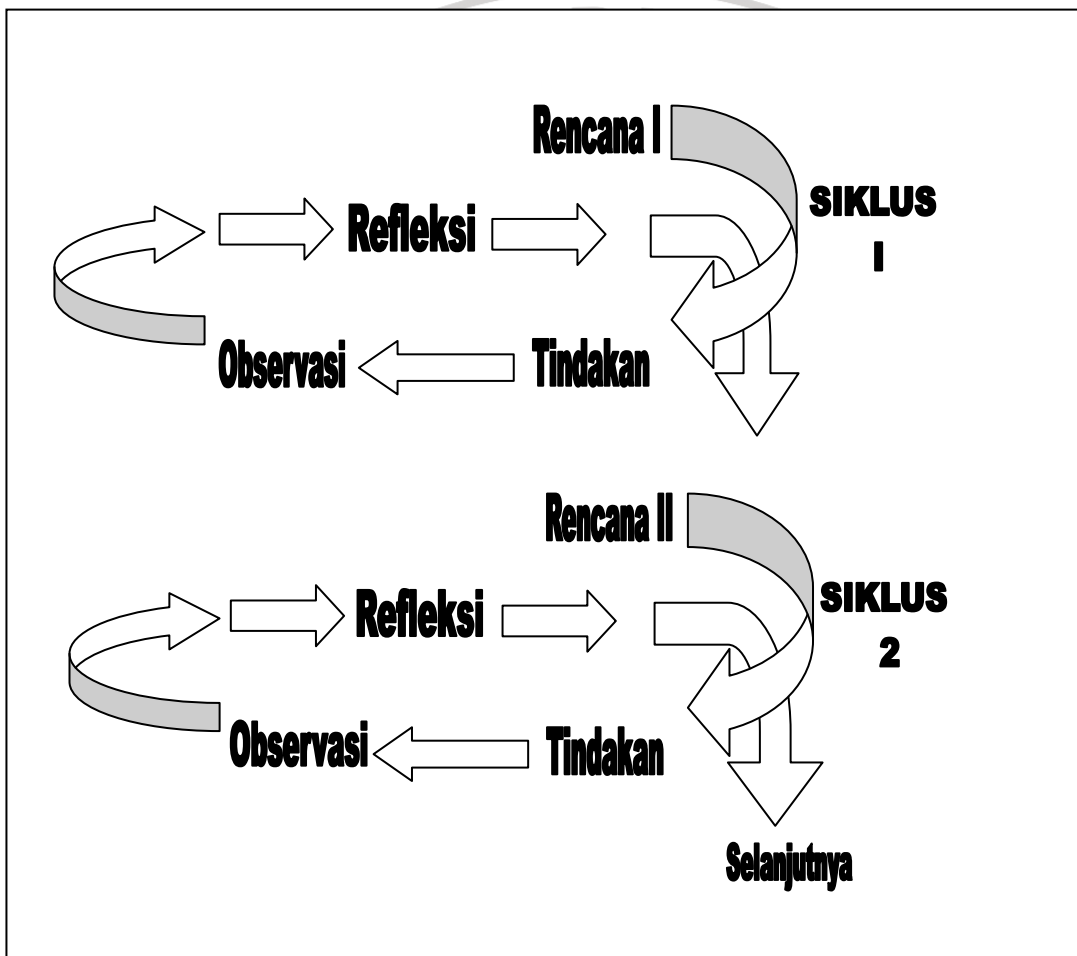 Rencana I
SIKLUS
I
Refleksi
Observasi
Tindakan
Rencana II
SIKLUS
2
Refleksi
Observasi
Tindakan
Selanjutnya